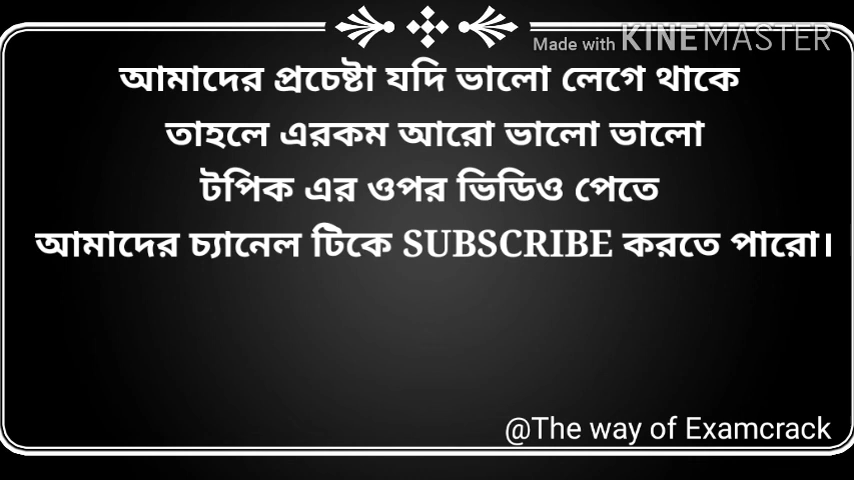 Made with KINEMASTER
আমাদের প্রচেষ্টা যদি ভালো লেগে থাকে
তাহলে এরকম আরো ভালো ভালো
টপিক এর ওপর ভিডিও পেতে
আমাদের চ্যানেল টিকে SUBSCRIBE করতে পারো।
@The way of Examcrack